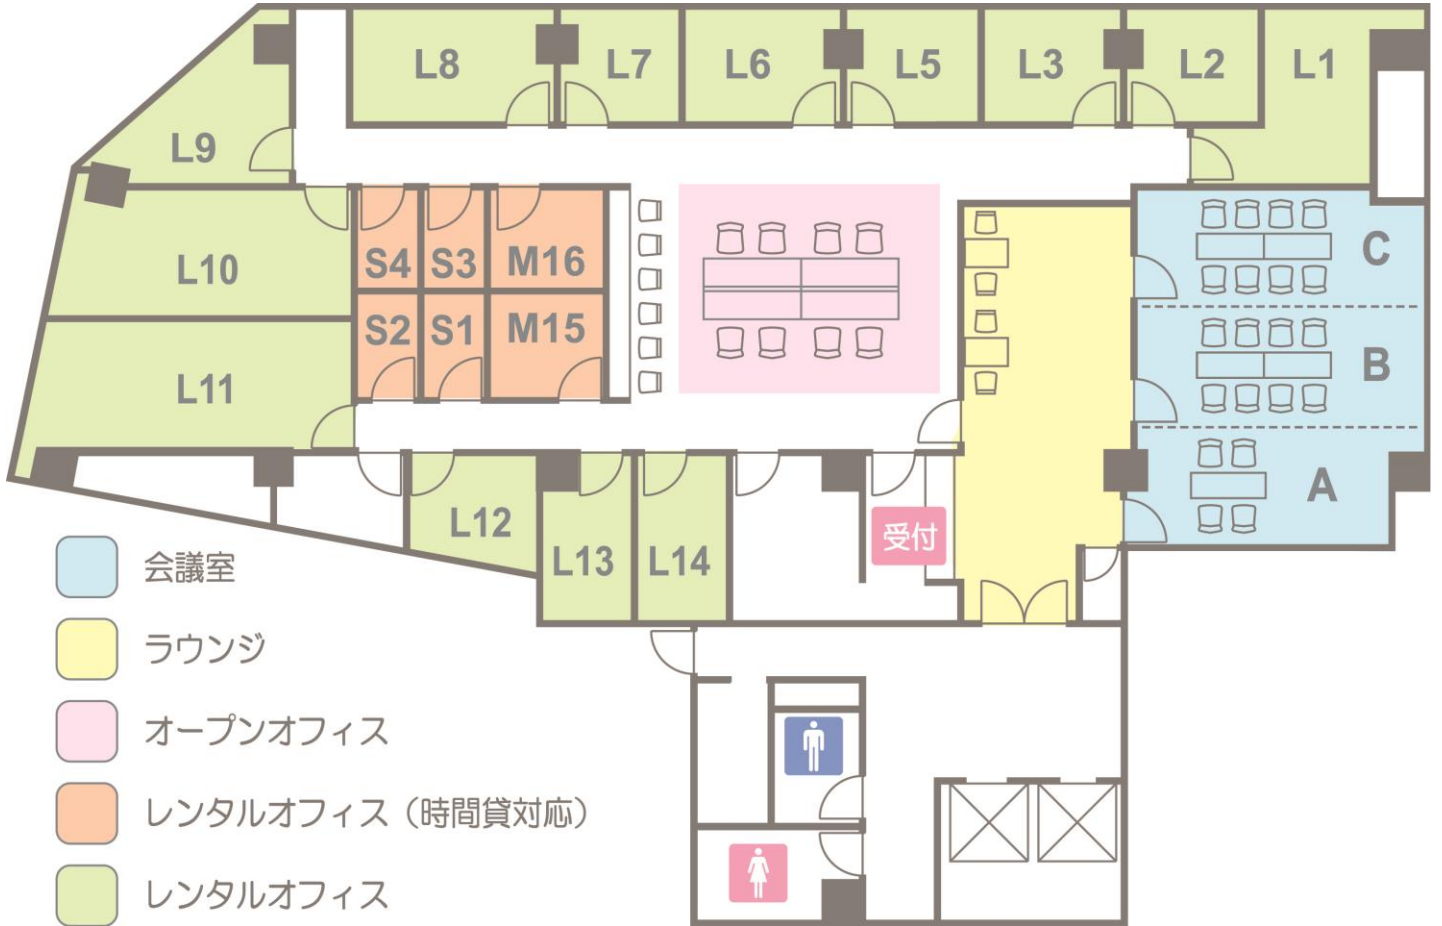 L8
L7
L6
L5
L3
L2
L1
L9
L10
S4
S3
M16
C
L11
S2
S1
M15
B
A
L12
L13
L14
受付
会議室
ラウンジ
オープンオフィス
レンタルオフィス（時間貸対応）
レンタルオフィス